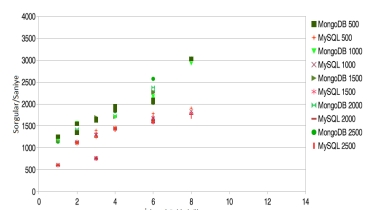 4000
3500
3000
2500
2000
1500
1000
500
0
Sorgular/Saniye
0 2 4 6 8 10 12 14
MongoDB 500
MySQL 500
MongoDB 1000
MySQL 1000
MongoDB 1500
MySQL 1500
MongoDB 2000
MySQL 2000
MongoDB 2500
MySQL 2500